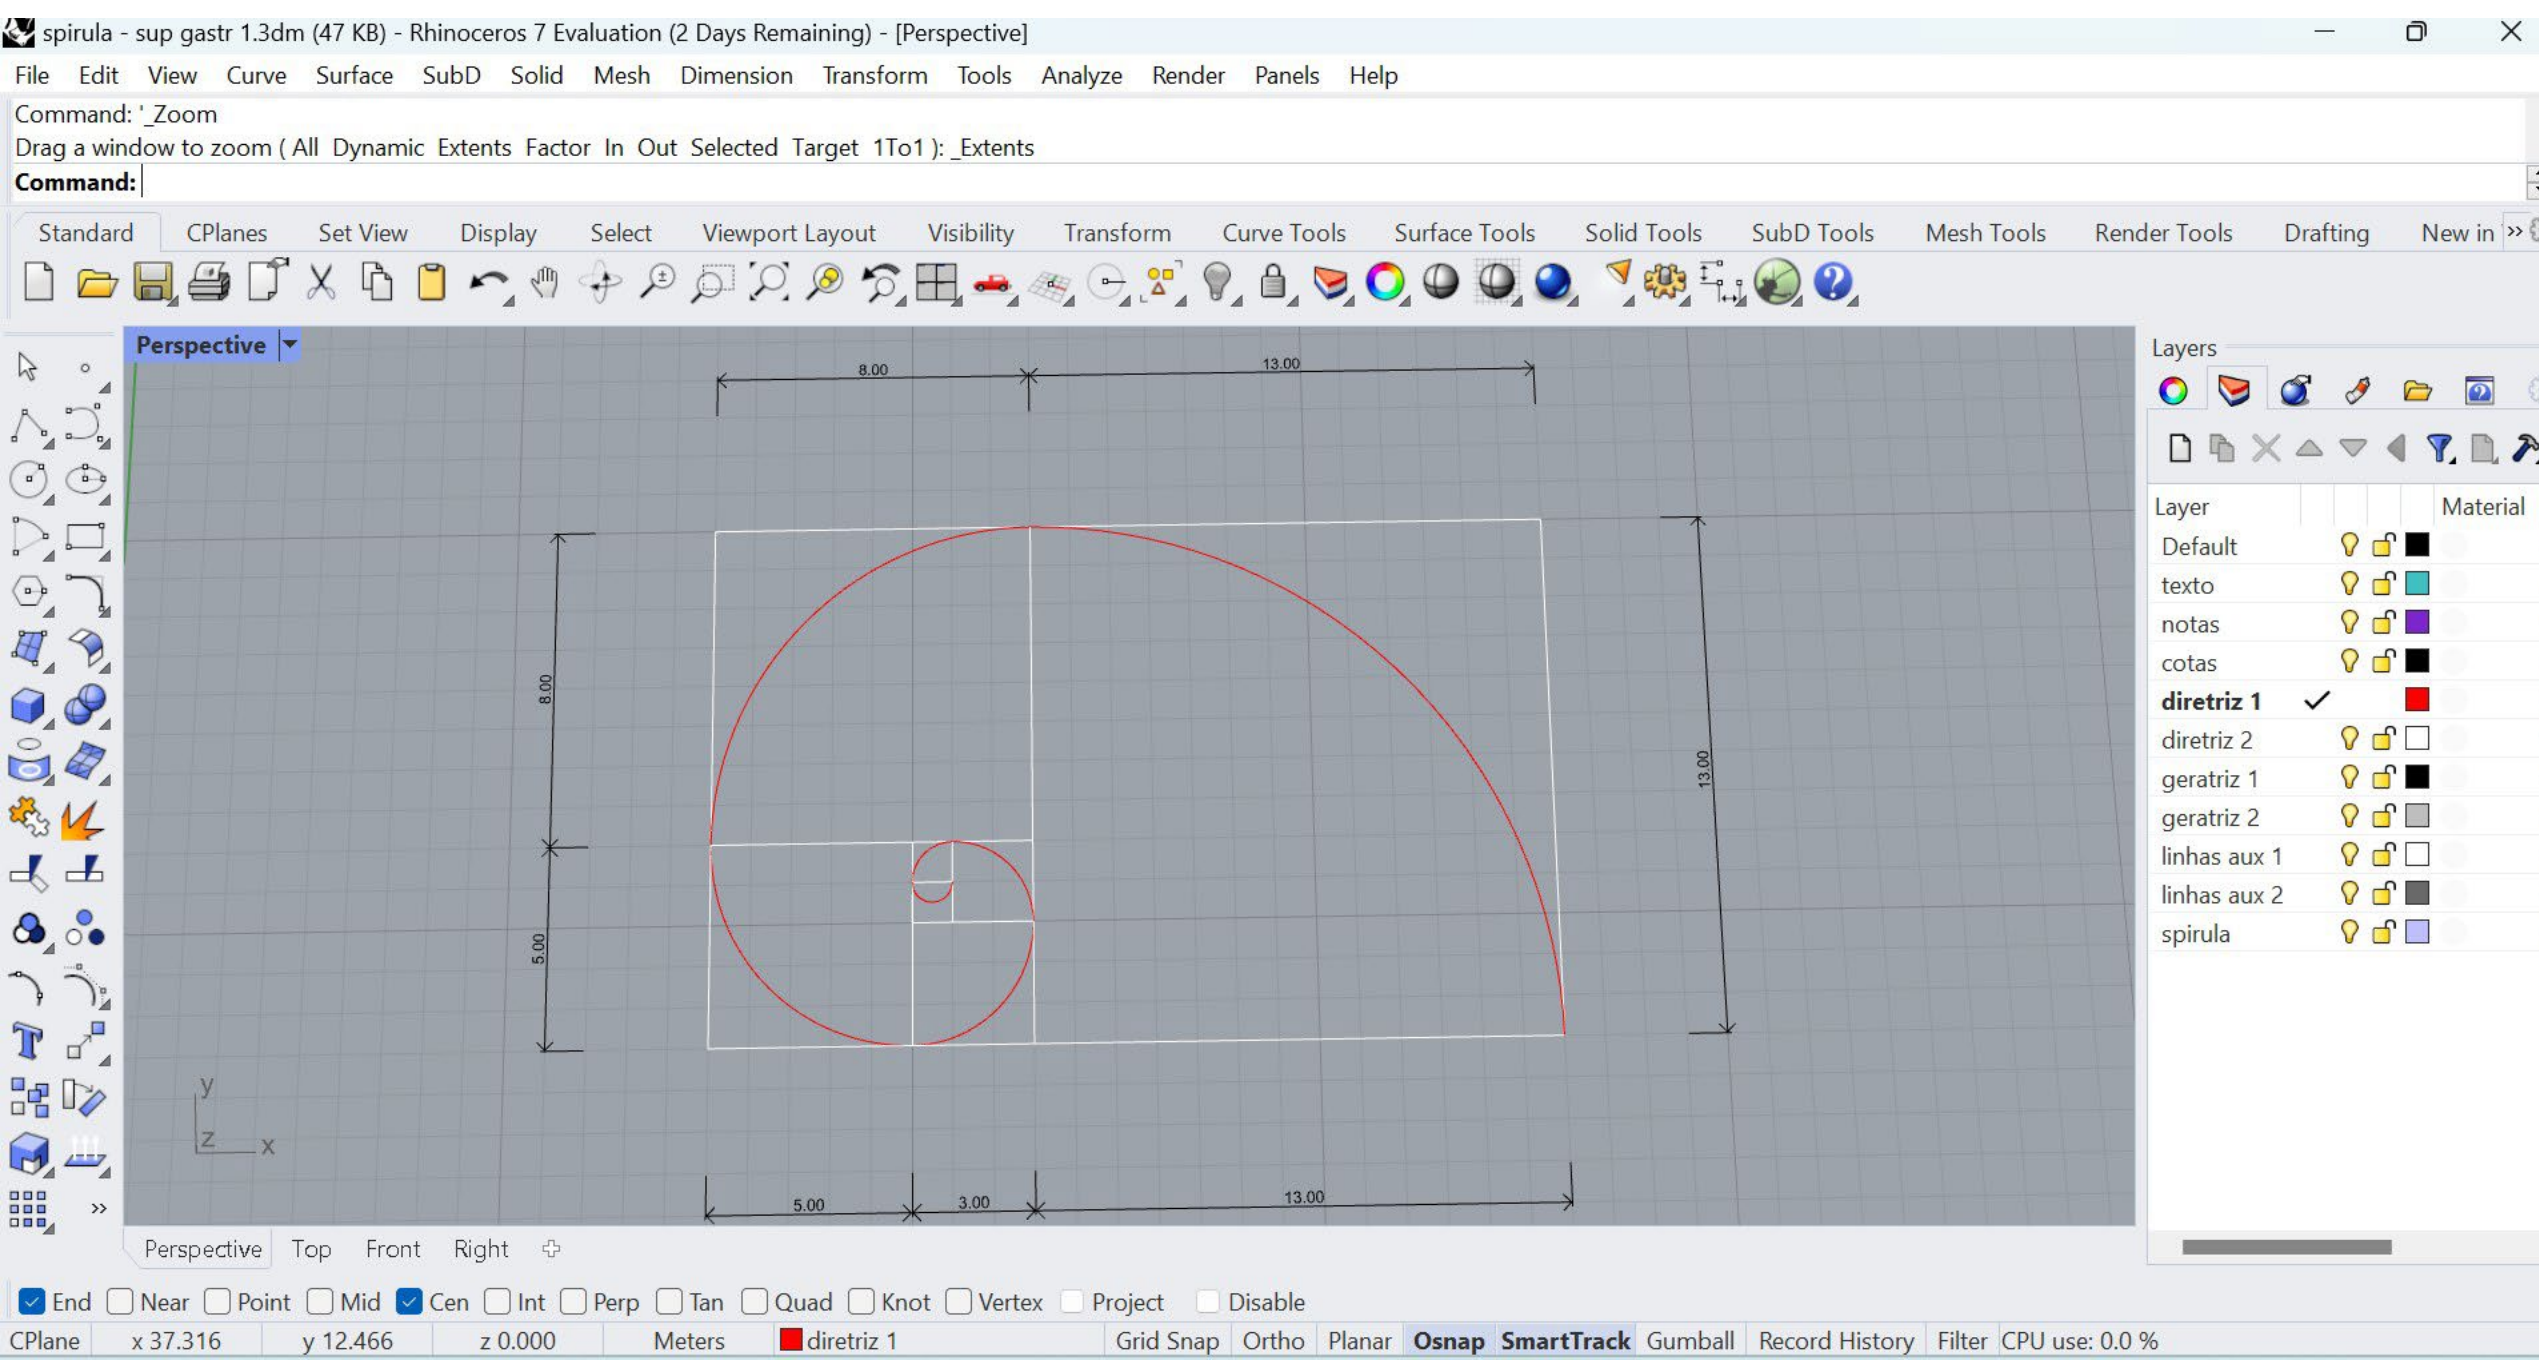 spirula - sup gastr 1.3dm (47 KB) - Rhinoceros 7 Evaluation (2 Days Remaining) - [Perspective]
File Edit View Curve Surface SubD Solid Mesh Dimension Transform Tools Analyze Render Panels Help
Command: '_Zoom
Drag a window to zoom ( All Dynamic Extents Factor In Out Selected Target 1To1 ): _Extents
Command:
Standard CPlanes Set View Display Select Viewport Layout Visibility Transform Curve Tools Surface Tools Solid Tools SubD Tools Mesh Tools Render Tools Drafting New in
Perspective
8.00 13.00
8.00
13.00
5.00
y
z x
5.00 3.00 13.00
Layers
Layer Material
Default
texto
notas
cotas
diretriz 1
diretriz 2
geratriz 1
geratriz 2
linhas aux 1
linhas aux 2
spirula
Perspective Top Front Right
End Near Point Mid Cen Int Perp Tan Quad Knot Vertex Project Disable
CPlane x 37.316 y 12.466 z 0.000 Meters diretriz 1 Grid Snap Ortho Planar Osnap SmartTrack Gumball Record History Filter CPU use: 0.0 %